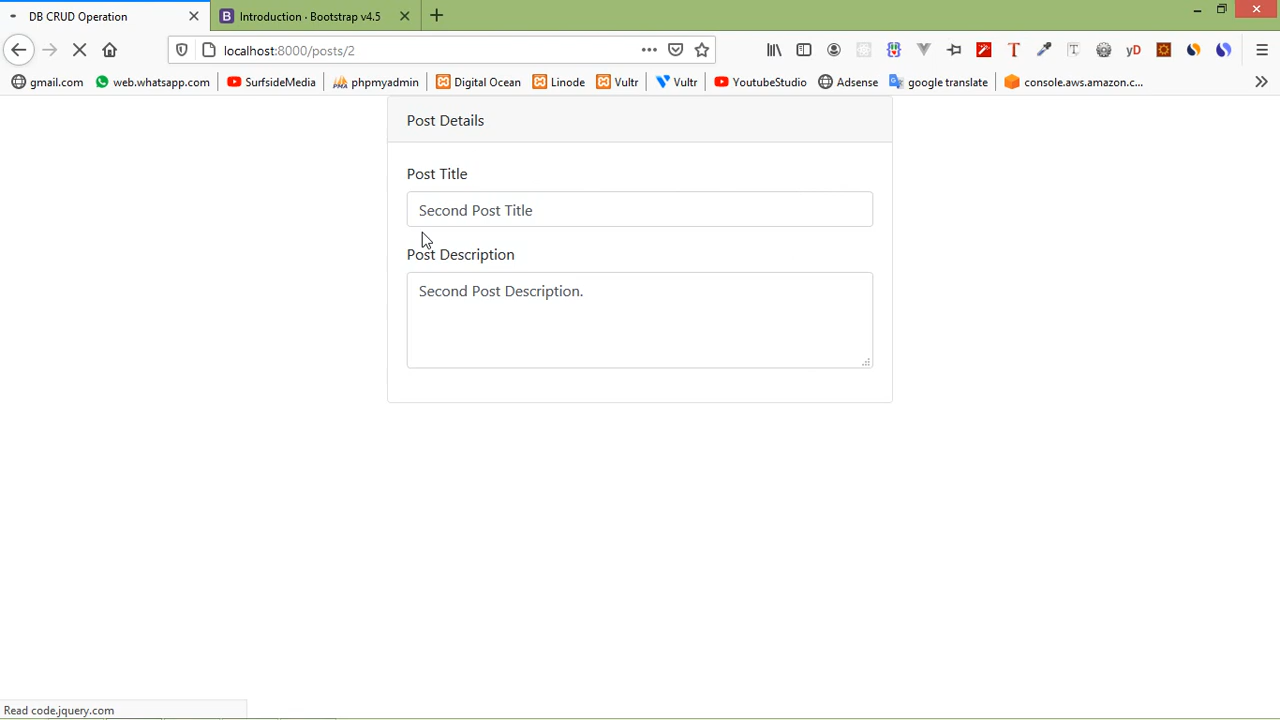 DB CRUD Operation
Introduction · Bootstrap v4.5
localhost:8000/posts/2
T
T
yD
gmail.com
web.whatsapp.com
SurfsideMedia
phpmyadmin
Digital Ocean
Linode
Vultr
Vultr
YoutubeStudio
Adsense
google translate
console.aws.amazon.c...
Post Details
Post Title
Second Post Title
Post Description
Second Post Description.
Read code.jquery.com